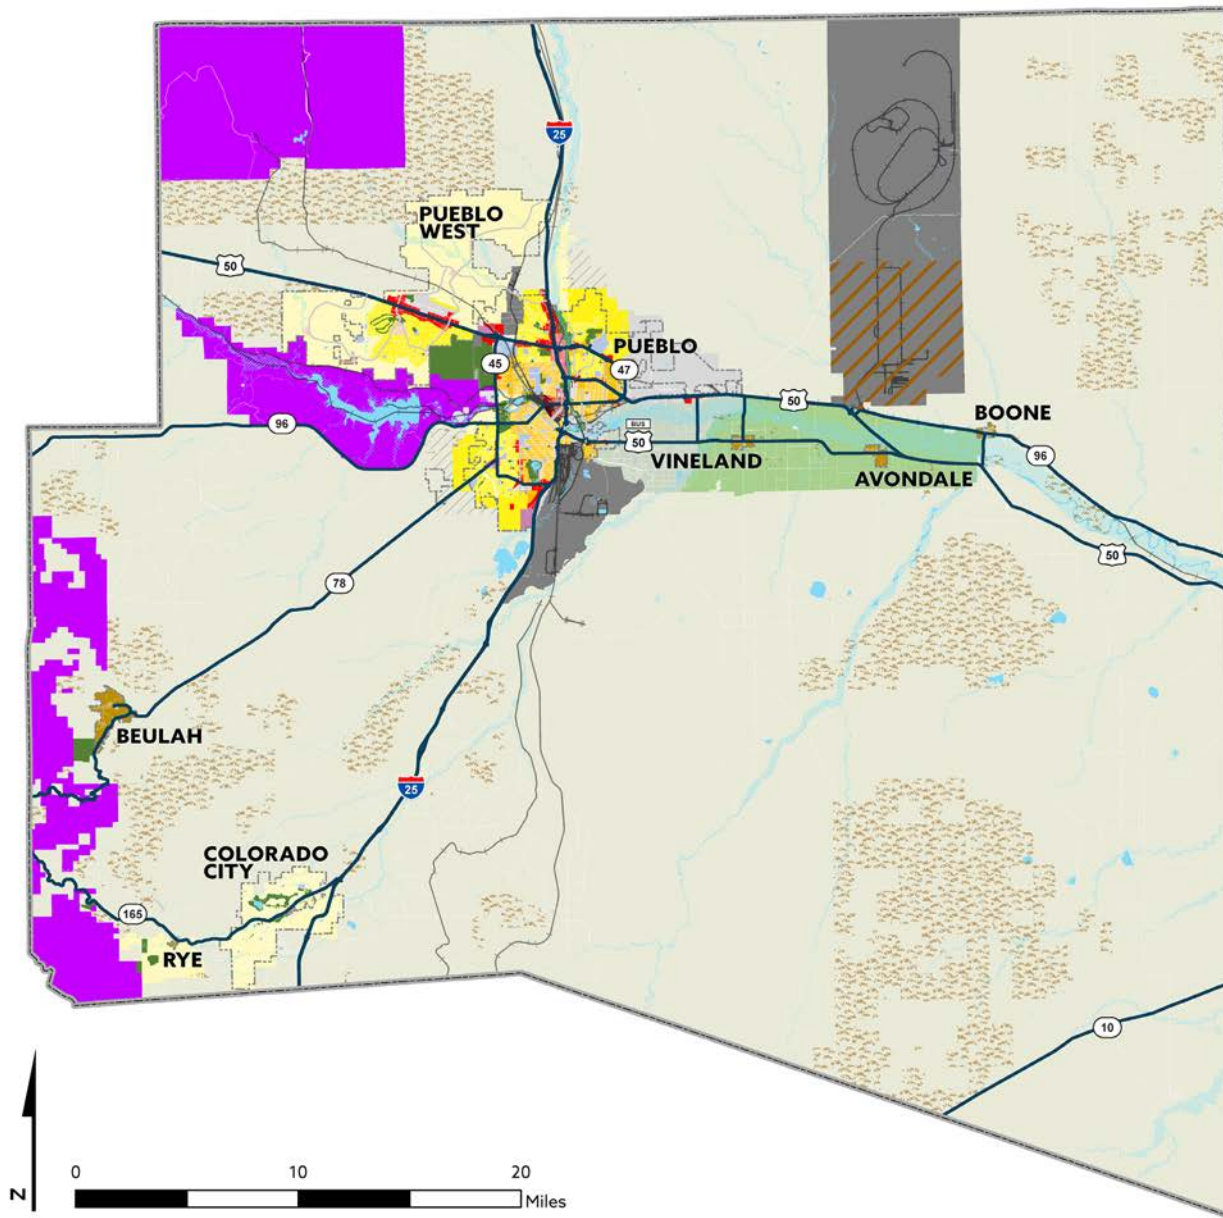 25
PUEBLO
WEST
50
PUEBLO
45
47
50
BOONE
96
BUS
50
VINELAND
96
AVONDALE
50
78
BEULAH
25
COLORADO
CITY
165
RYE
10
N
0 10 20
Miles